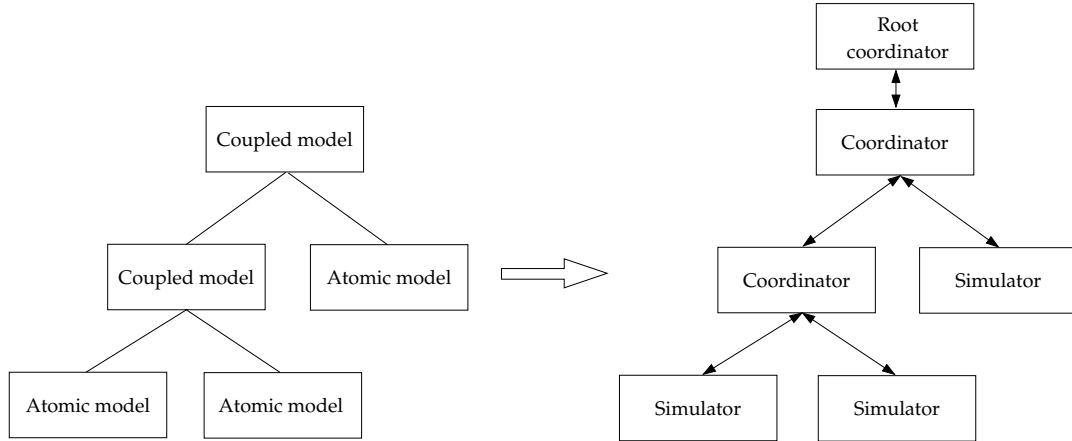 Coupled model
Coupled model
Atomic model
Atomic model
Atomic model
Root
coordinator
Coordinator
Coordinator
Simulator
Simulator
Simulator